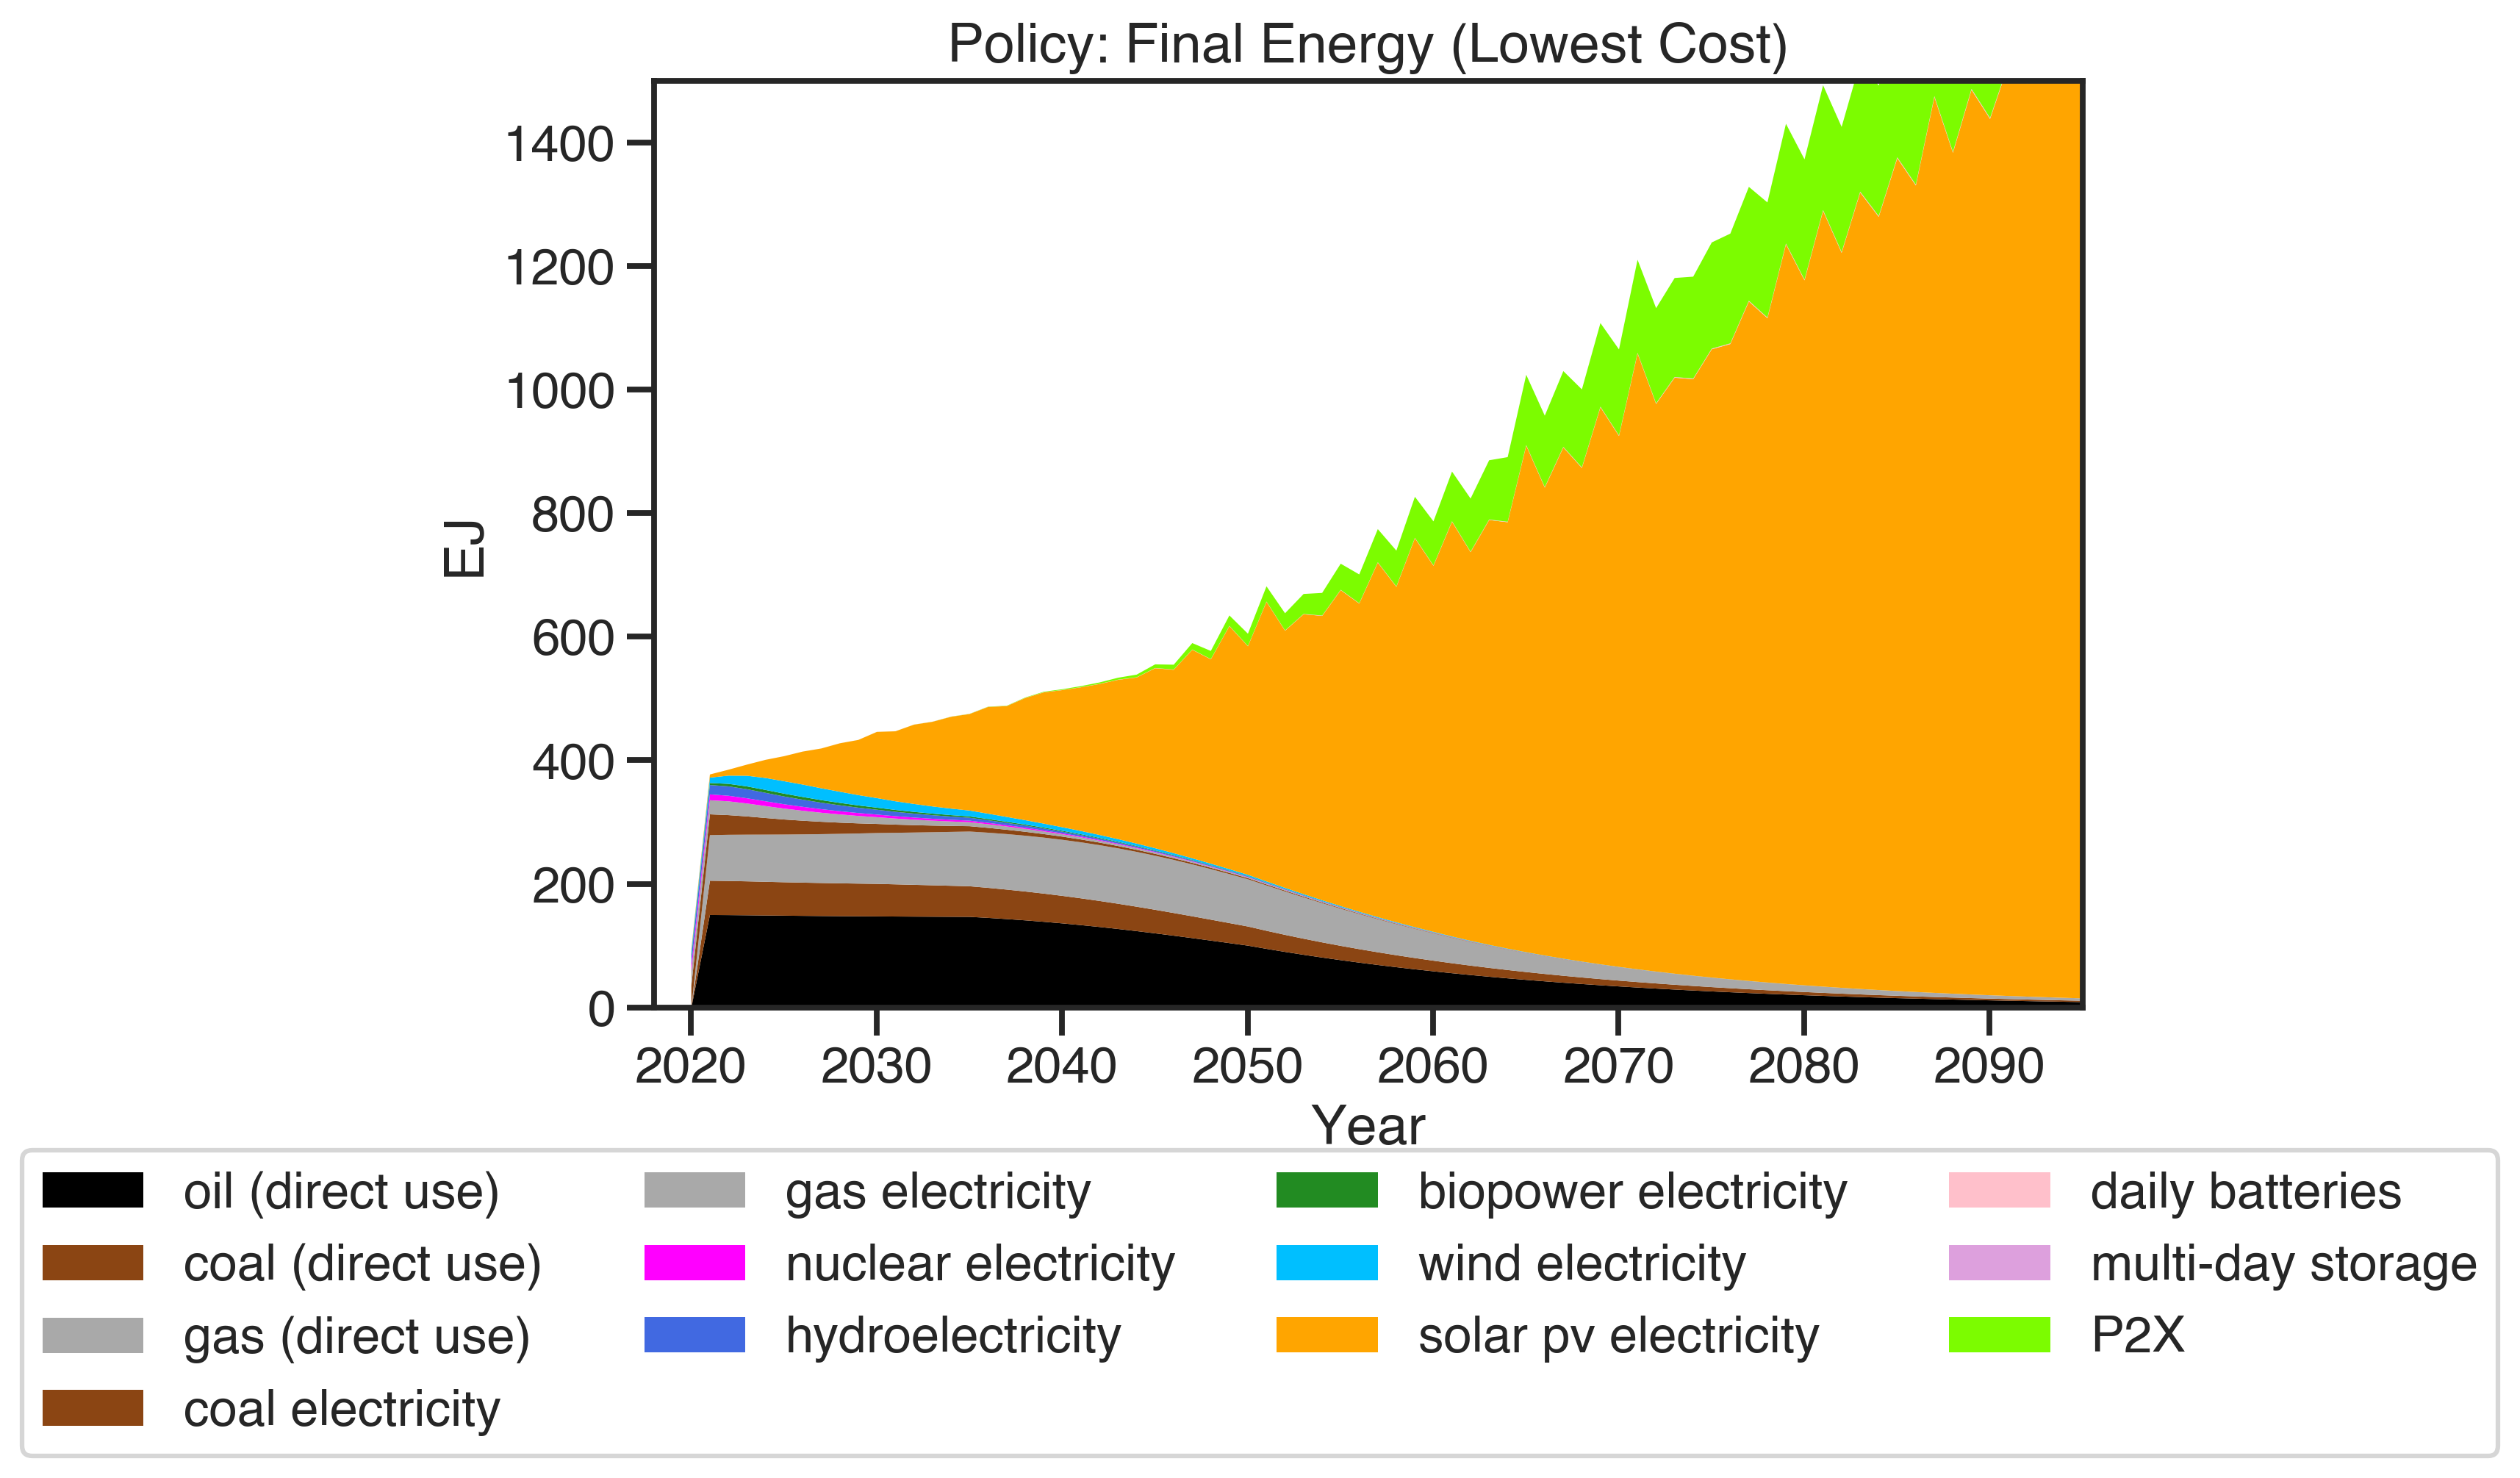 Policy: Final Energy (Lowest Cost)
1400
1200
1000
800
600
400
200
0
EJ
2020 2030 2040 2050 2060 2070 2080 2090
Year
oil (direct use)
coal (direct use)
gas (direct use)
coal electricity
gas electricity
nuclear electricity
hydroelectricity
biopower electricity
wind electricity
solar pv electricity
daily batteries
multi-day storage
P2X